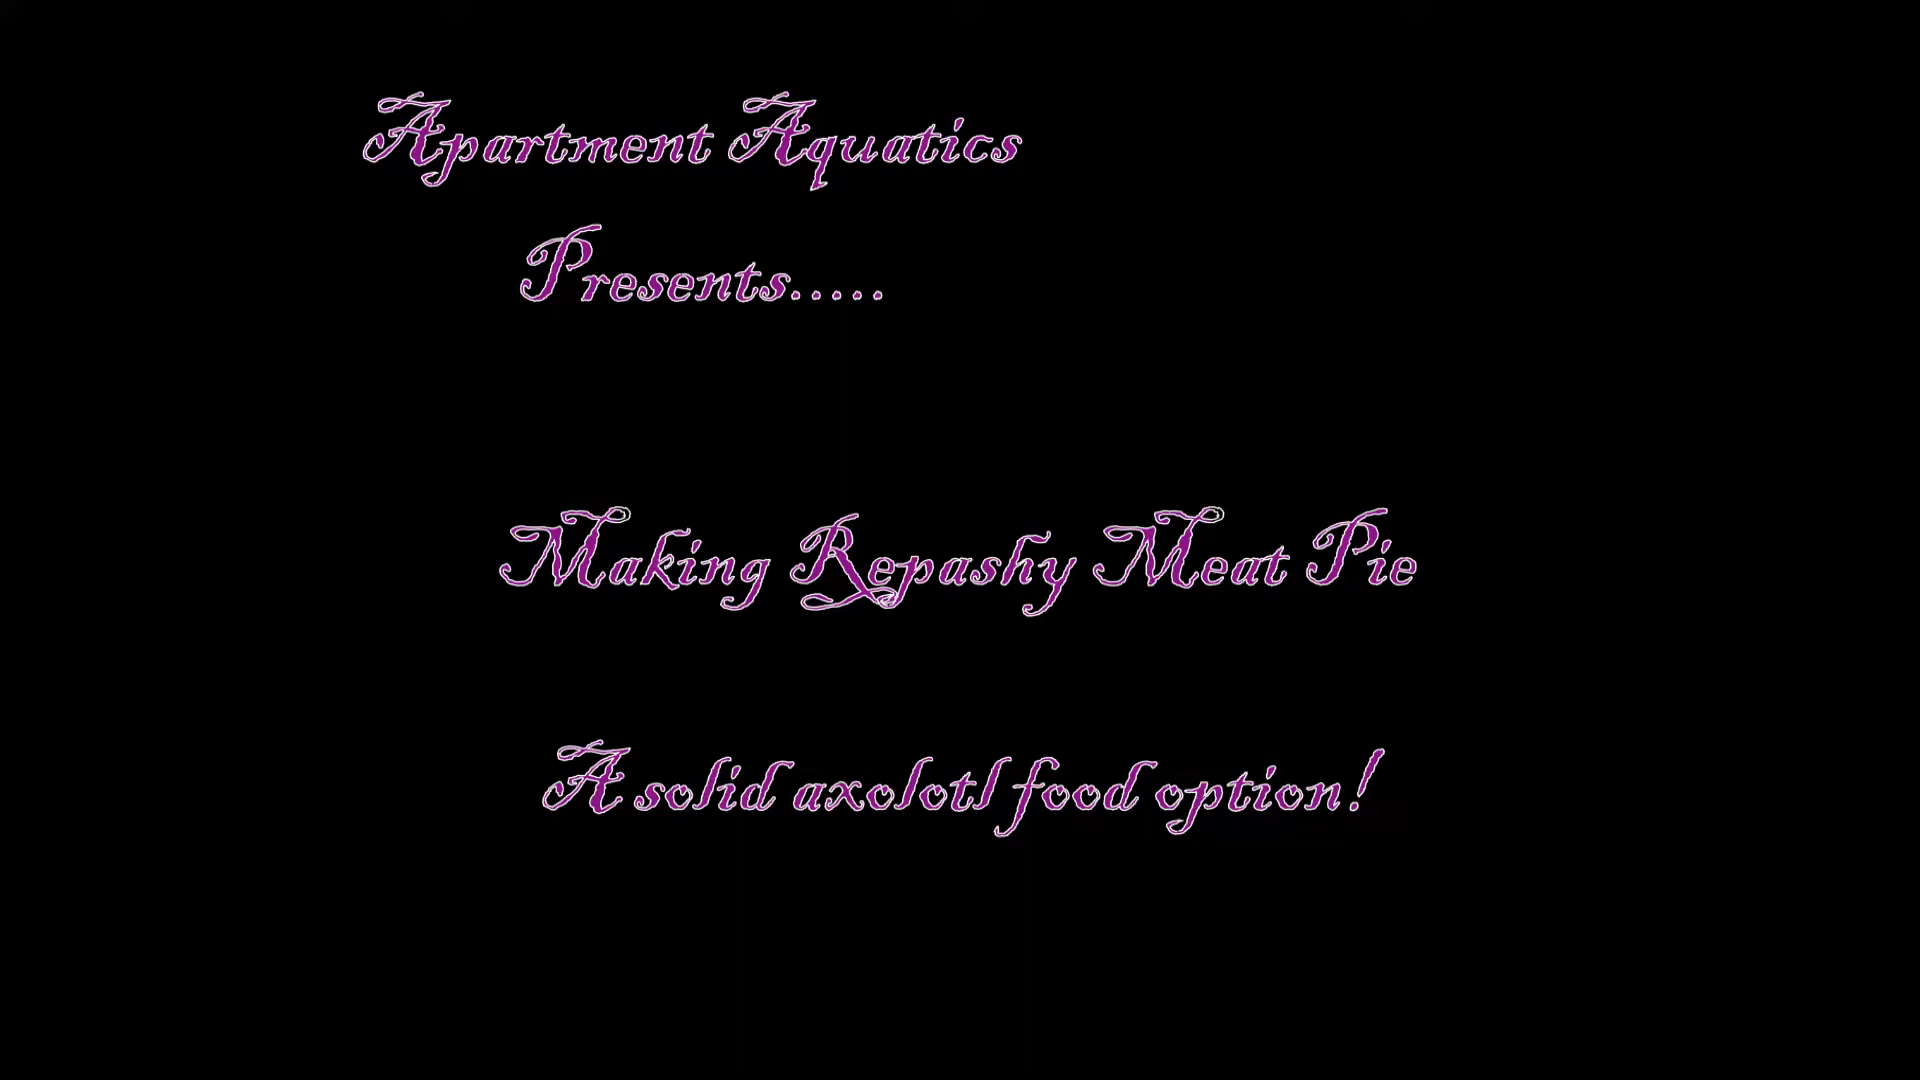 Apartment Aquatics
Presents.....
Making Repashy Meat Pie
A solid axolotl food option!